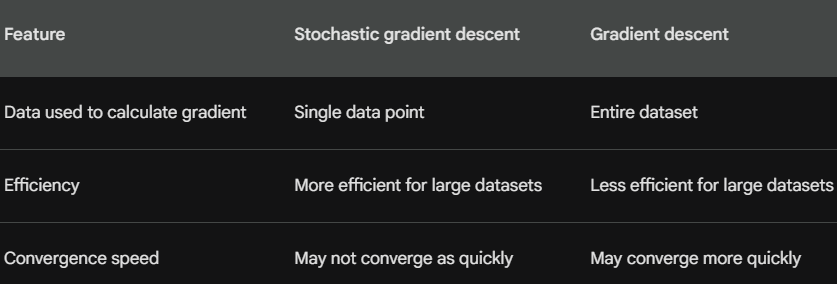 Feature Stochastic gradient descent Gradient descent
Data used to calculate gradient Single data point Entire dataset
Efficiency More efficient for large datasets Less efficient for large datasets
Convergence speed May not converge as quickly May converge more quickly